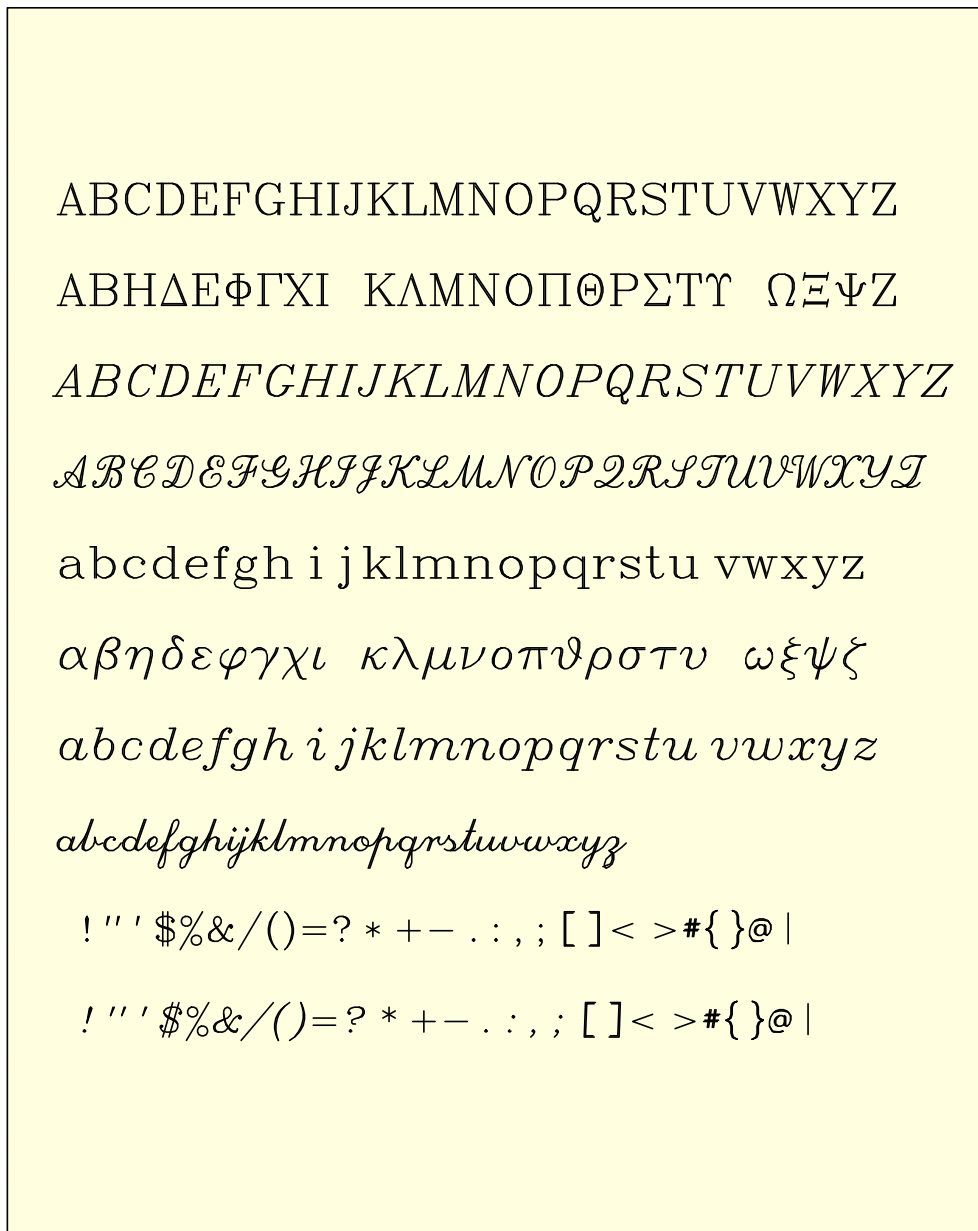 ABCDEFGHIJKLMNOPQRSTUVWXYZ
ΑΒΗΔΕΦΓΧΙ ΚΛΜΝΟΠΘΡΣΤϒ ΩΞΨΖ
ABCDEFGHIJKLMNOPQRSTUVWXYZ
ABCDEFGHIJKLMNOPQRSTUVWXYZ
abcdefgh i jklmnopqrstu vwxyz
αβηδεφγχι κλμνοπϑρστυ ωξψζ
abcdefgh i jklmnopqrstu vwxyz
abcdefghijklmnopqrstuvwxyz
! " ' $%&/()=? * +− . : , ; [ ]< >#{ }@ |
! " ' $%&/()=? * +− . : , ; [ ]< >#{ }@ |